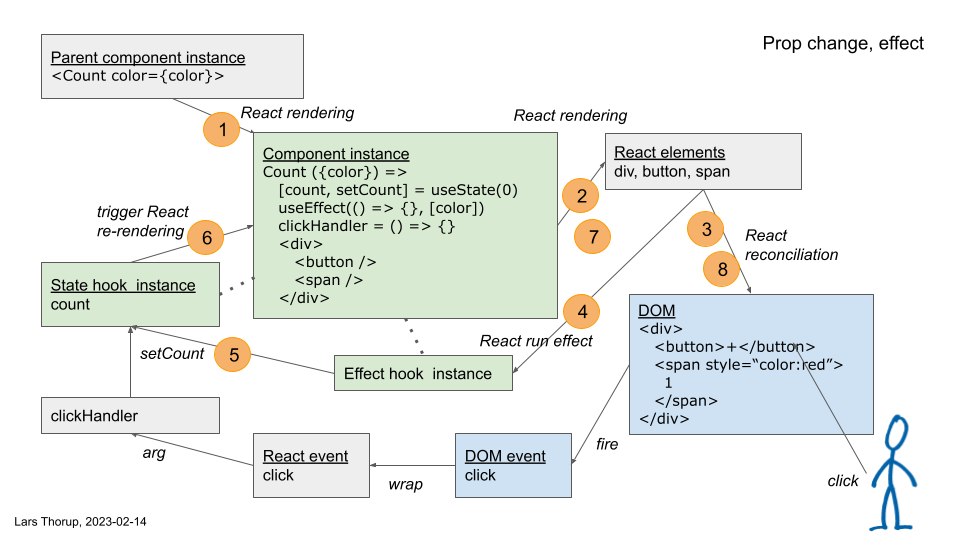 Prop change, effect
Parent component instance
<Count color={color}>
1
React rendering
React rendering
Component instance
Count ({color}) =>
[count, setCount] = useState(0)
useEffect(() => {}, [color])
clickHandler = () => {}
<div>
<button />
<span />
</div>
React elements
div, button, span
2
7
3
8
React
reconciliation
trigger React
re-rendering
6
State hook  instance
count
4
React run effect
DOM
<div>
<button>+</button>
<span style=“color:red”>
1
</span>
</div>
setCount
5
Effect hook  instance
clickHandler
arg
React event
click
wrap
DOM event
click
fire
click
Lars Thorup, 2023-02-14